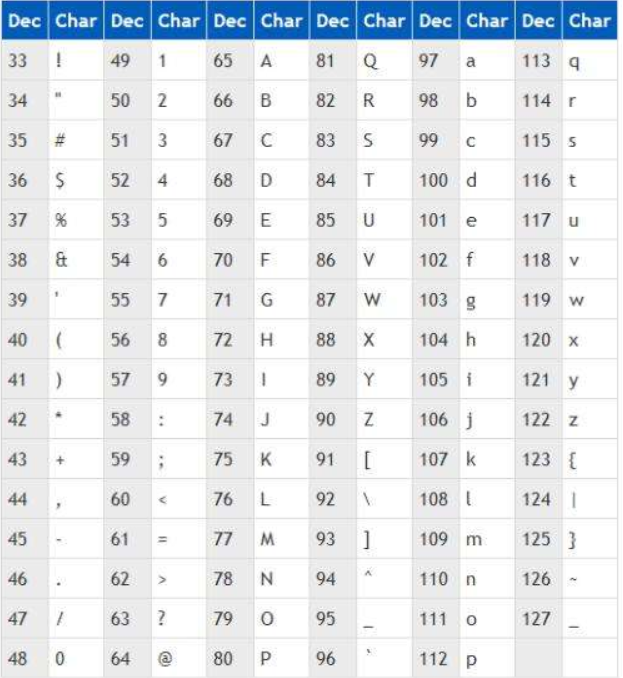 Dec Char Dec Char Dec Char Dec Char Dec Char Dec Char
33 ! 49 1 65 A 81 Q 97 a 113 q
34 " 50 2 66 B 82 R 98 b 114 r
35 # 51 3 67 C 83 S 99 c 115 s
36 $ 52 4 68 D 84 T 100 d 116 t
37 % 53 5 69 E 85 U 101 e 117 u
38 & 54 6 70 F 86 V 102 f 118 v
39 ' 55 7 71 G 87 W 103 g 119 w
40 ( 56 8 72 H 88 X 104 h 120 x
41 ) 57 9 73 I 89 Y 105 i 121 y
42 * 58 : 74 J 90 Z 106 j 122 z
43 + 59 ; 75 K 91 [ 107 k 123 {
44 , 60 < 76 L 92 \ 108 l 124 |
45 - 61 = 77 M 93 ] 109 m 125 }
46 . 62 > 78 N 94 ^ 110 n 126 ~
47 / 63 ? 79 O 95 _ 111 o 127 _
48 0 64 @ 80 P 96 ` 112 p